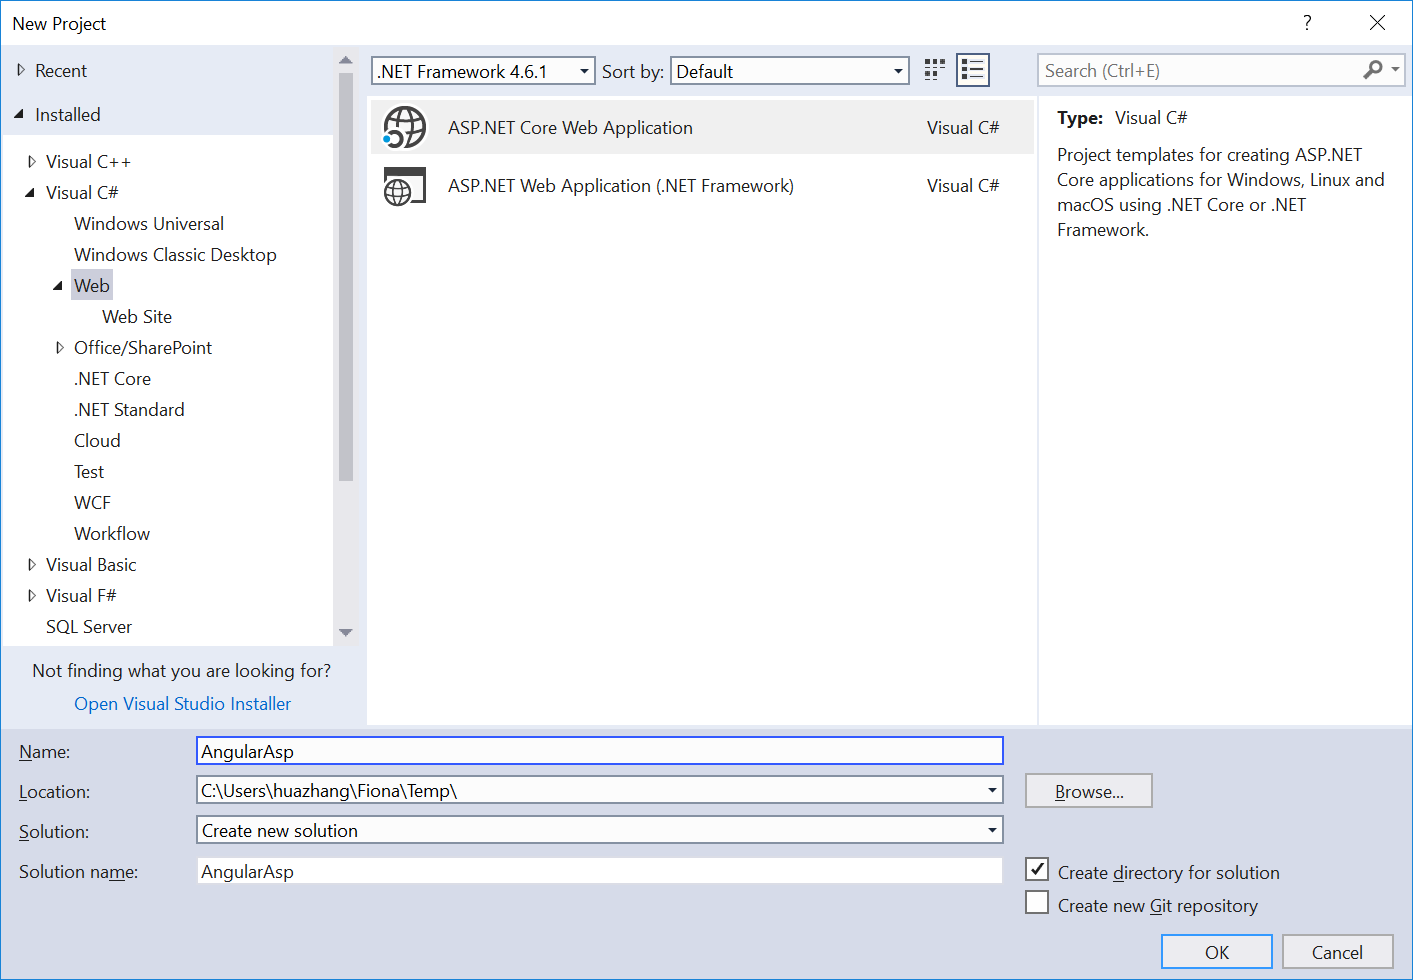 New Project
?
Recent
Installed
Visual C++
Visual C#
Windows Universal
Windows Classic Desktop
Web
Web Site
Office/SharePoint
.NET Core
.NET Standard
Cloud
Test
WCF
Workflow
Visual Basic
Visual F#
SQL Server
Not finding what you are looking for?
Open Visual Studio Installer
.NET Framework 4.6.1 Sort by: Default
ASP.NET Core Web Application Visual C#
ASP.NET Web Application (.NET Framework) Visual C#
Search (Ctrl+E)
Type: Visual C#
Project templates for creating ASP.NET
Core applications for Windows, Linux and
macOS using .NET Core or .NET
Framework.
Name: AngularAsp
Location: C:\Users\huazhang\Fiona\Temp\ Browse...
Solution: Create new solution
Solution name: AngularAsp
Create directory for solution
Create new Git repository
OK Cancel